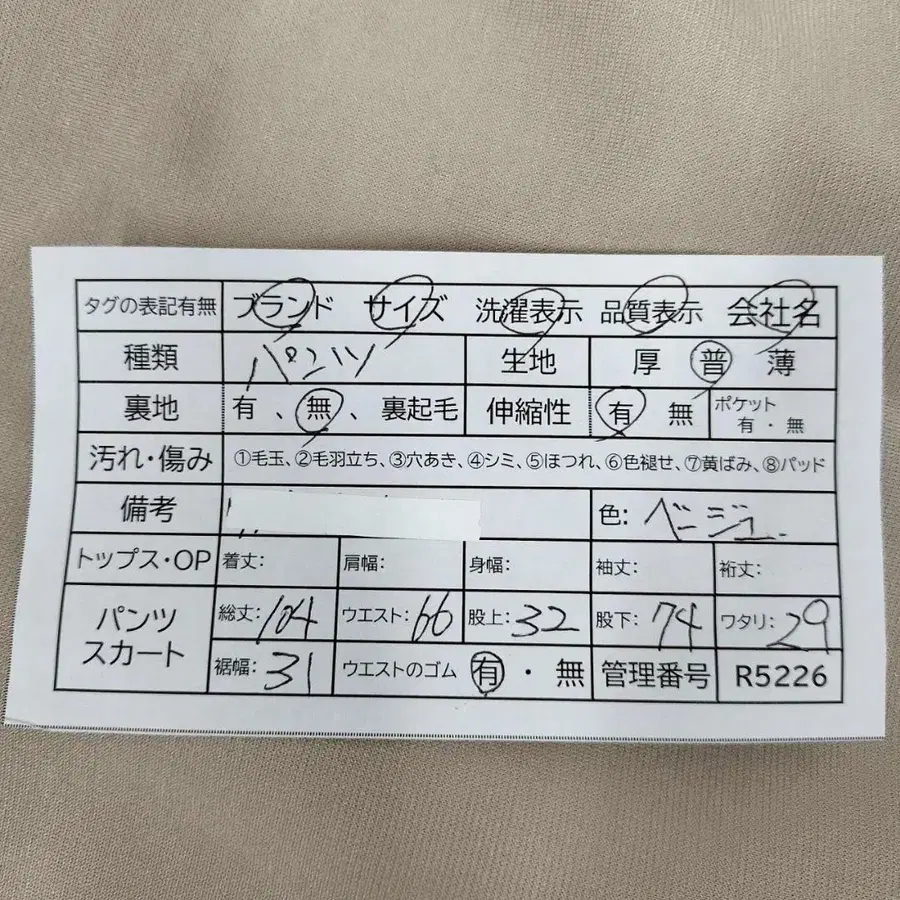 タグの表記有無 ブランド サイズ 洗濯表示 品質表示 会社名
種類 パンツ 生地 厚 普 薄
裏地 有、無、裏起毛 伸縮性 有 無 ポケット 有・無
汚れ・傷み ①毛玉、②毛羽立ち、③穴あき、④シミ、⑤ほつれ、⑥色褪せ、⑦黄ばみ、⑧パッド
備考 色: ベージュ
トップス・OP 着丈: 肩幅: 身幅: 袖丈: 裄丈:
パンツ スカート 総丈: 104 ウエスト: 66 股上: 32 股下: 74 ワタリ: 29
裾幅: 31 ウエストのゴム 有・無 管理番号 R5226